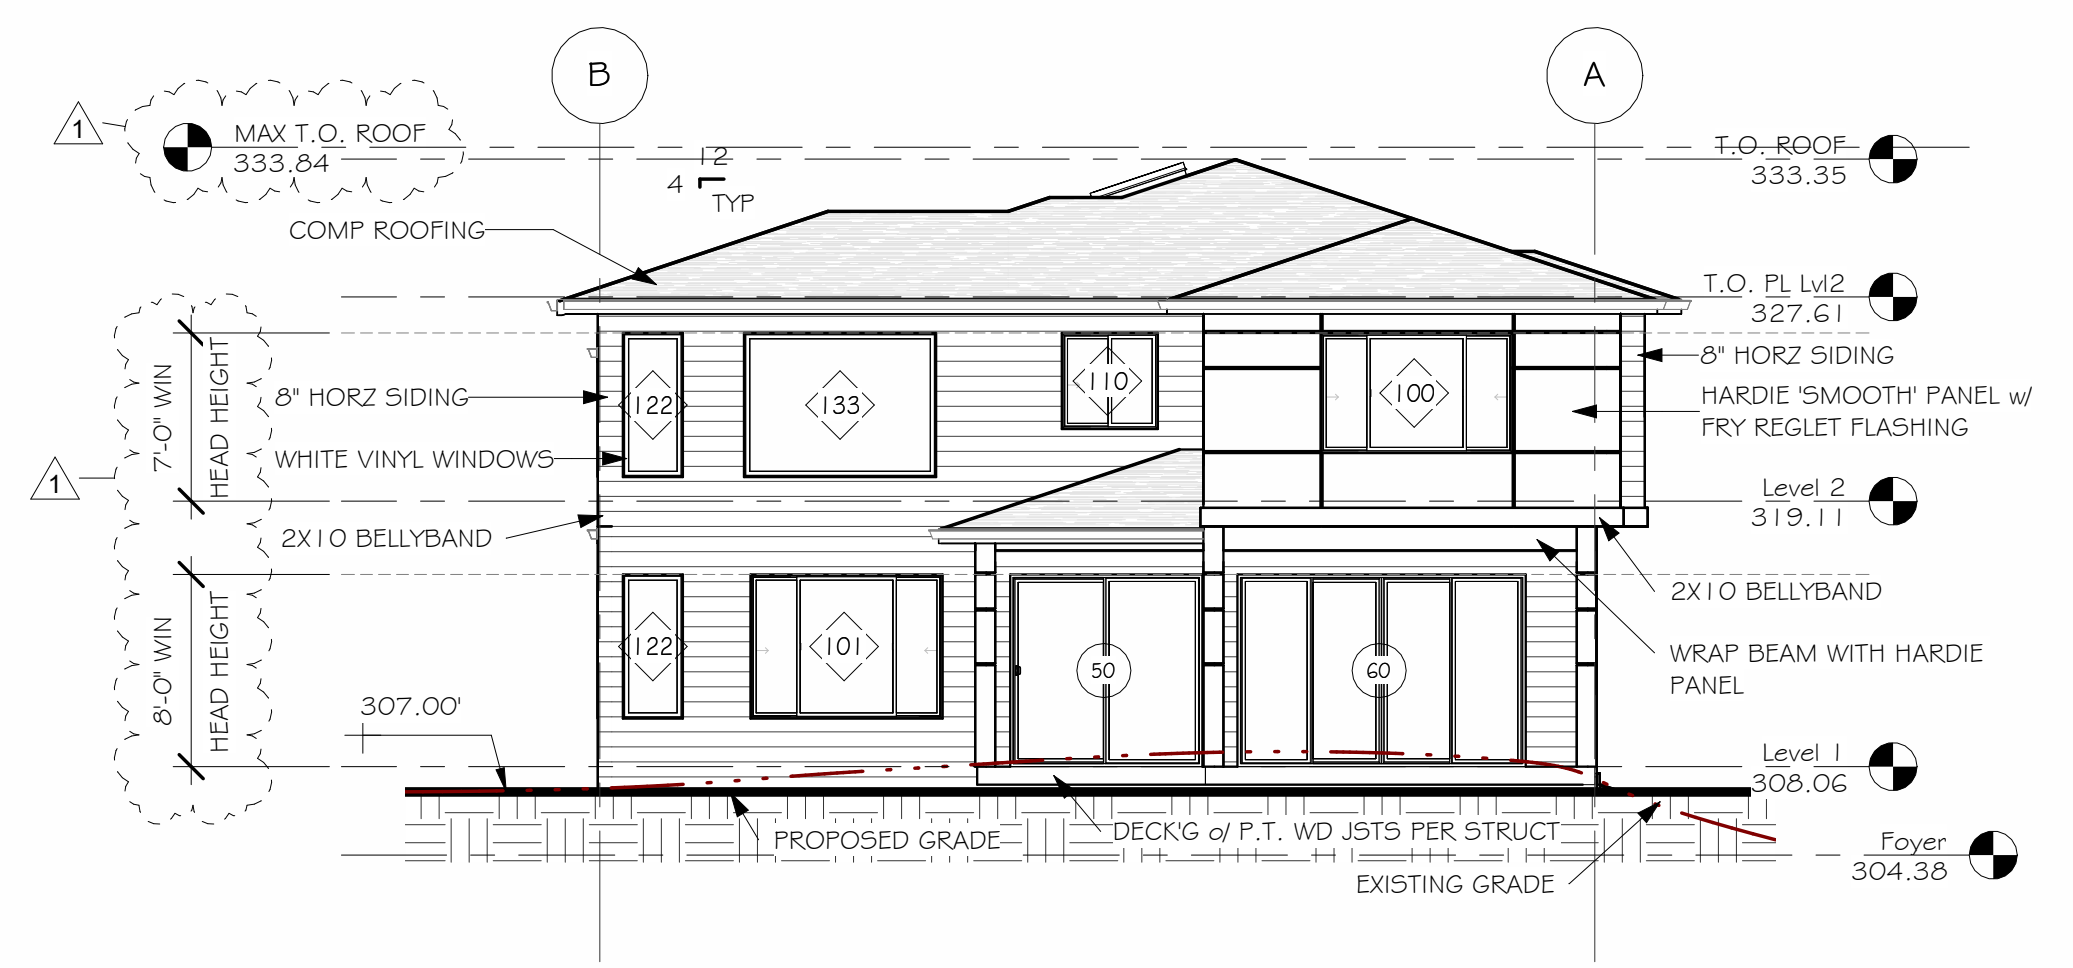 B
A
1
MAX T.O. ROOF
333.84
12
4
TYP
T.O. ROOF
333.35
COMP ROOFING
T.O. PL Lvl2
327.61
7'-0" WIN
HEAD HEIGHT
8" HORZ SIDING
122
133
110
100
8" HORZ SIDING
HARDIE 'SMOOTH' PANEL w/
FRY REGLET FLASHING
WHITE VINYL WINDOWS
1
Level 2
319.11
2X10 BELLYBAND
2X10 BELLYBAND
8'-0" WIN
HEAD HEIGHT
122
101
50
60
WRAP BEAM WITH HARDIE
PANEL
307.00'
Level 1
308.06
PROPOSED GRADE
DECK'G o/ P.T. WD JSTS PER STRUCT
EXISTING GRADE
Foyer
304.38